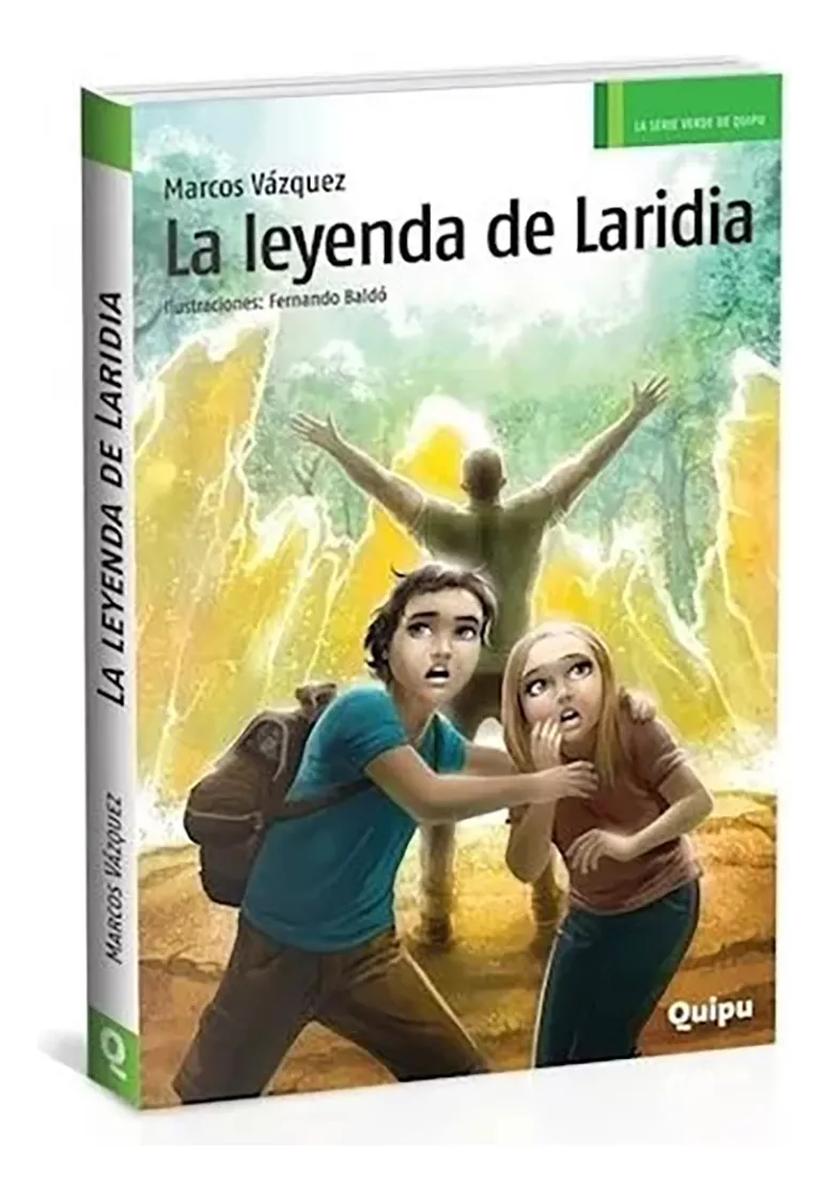 LA SERIE VERDE DE QUIPU
Marcos Vázquez
La leyenda de Laridia
Ilustraciones: Fernando Baldó
Quipu
LA LEYENDA DE LARIDIA
MARCOS VÁZQUEZ
Q